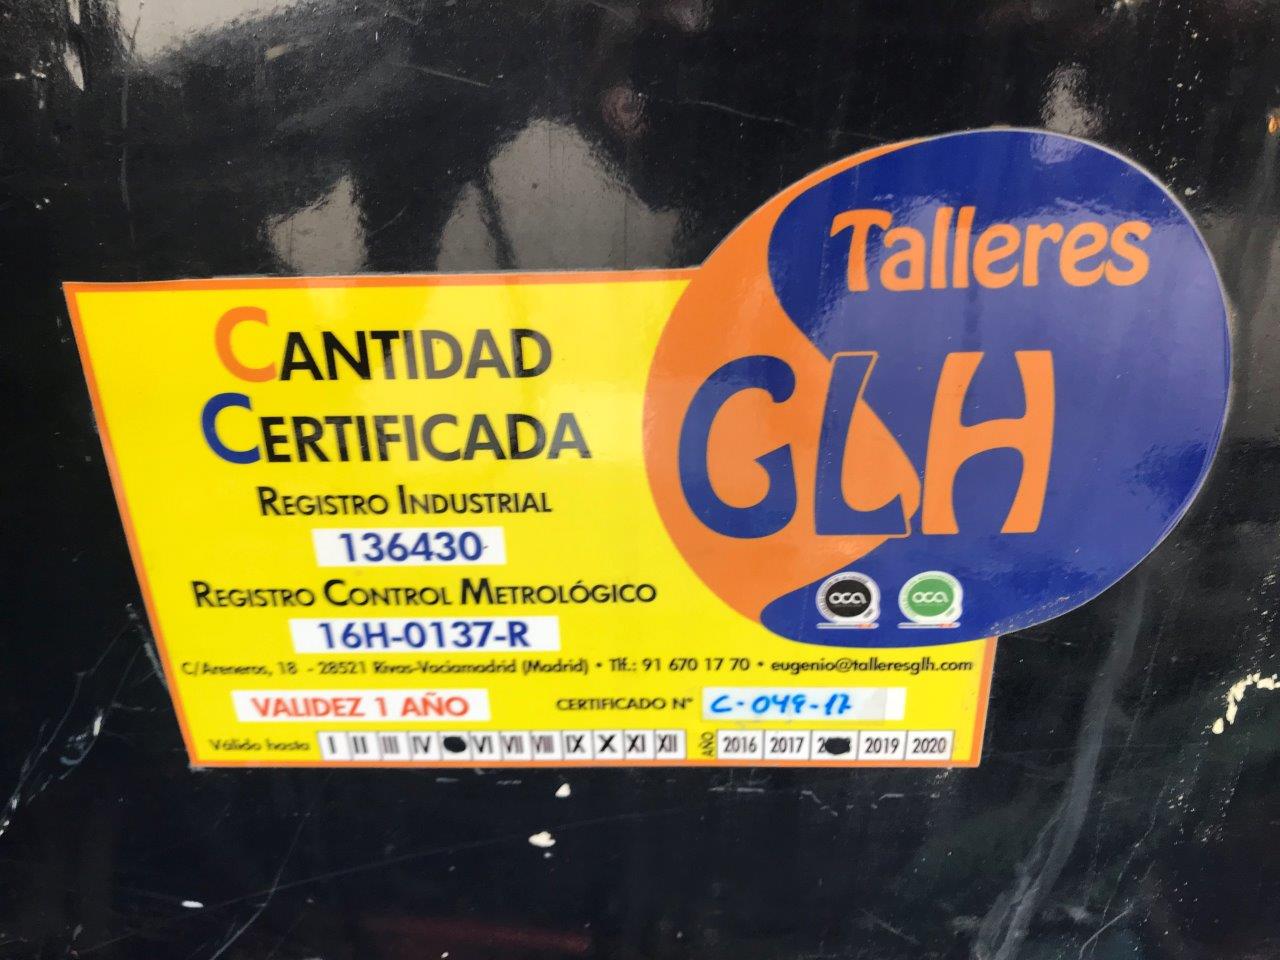 Talleres
GLH
CANTIDAD
CERTIFICADA
REGISTRO INDUSTRIAL
136430
REGISTRO CONTROL METROLÓGICO
16H-0137-R
oca
oca
C/Areneros, 18 - 28521 Rivas-Vaciamadrid (Madrid) • Tlf.: 91 670 17 70 • eugenio@talleresglh.com
VALIDEZ 1 AÑO CERTIFICADO Nº C-049-17
Válido hasta I II III IV VI VII VIII IX X XI XII AÑO 2016 2017 2019 2020